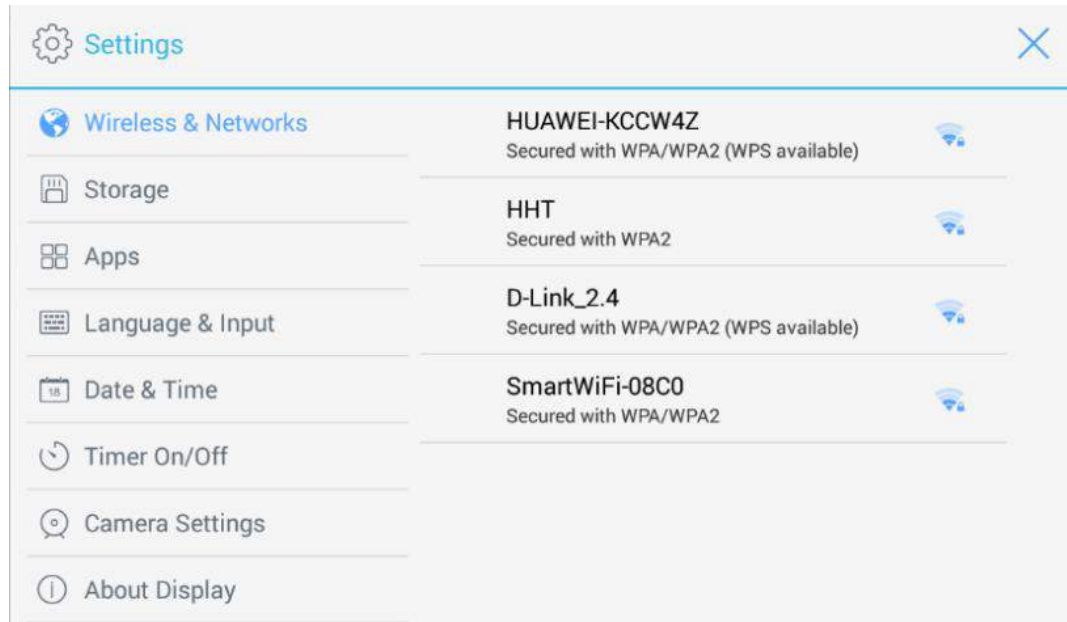 Settings
Wireless & Networks
Storage
Apps
Language & Input
18
Date & Time
Timer On/Off
Camera Settings
About Display
HUAWEI-KCCW4Z
Secured with WPA/WPA2 (WPS available)
HHT
Secured with WPA2
D-Link_2.4
Secured with WPA/WPA2 (WPS available)
SmartWiFi-08C0
Secured with WPA/WPA2